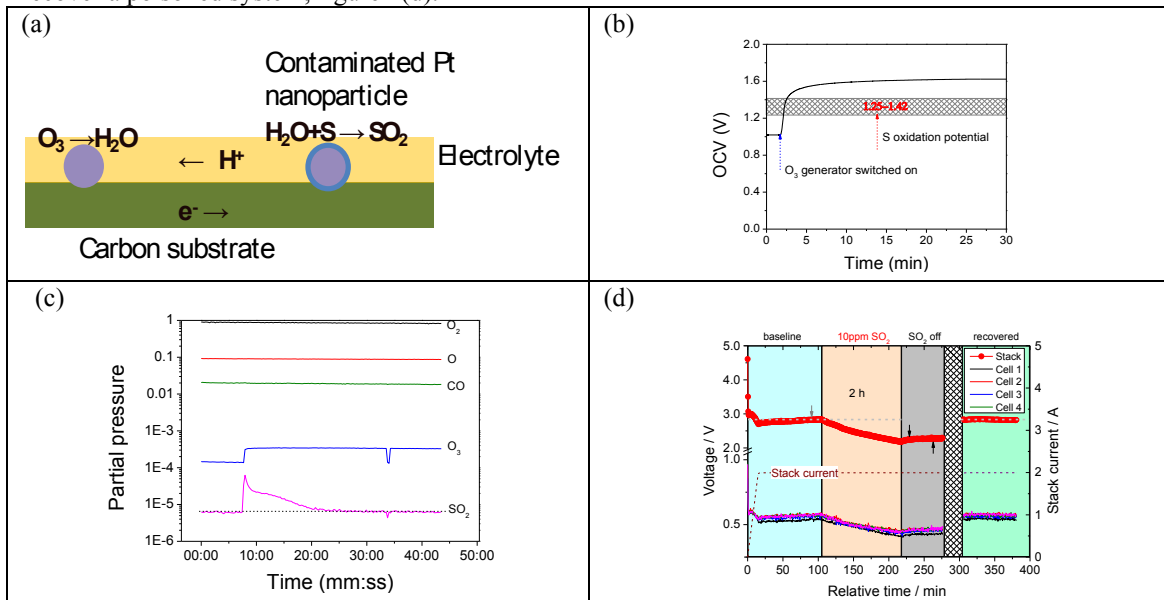 (a)
Contaminated Pt
nanoparticle
O₃→H₂O
H₂O+S→SO₂
← H⁺
Electrolyte
e⁻→
Carbon substrate
(b)
OCV (V)
2.0
1.6
1.2
0.8
0.4
0.0
1.25–1.42
S oxidation potential
O₃ generator switched on
0 5 10 15 20 25 30
Time (min)
(c)
Partial pressure
1
0.1
0.01
1E-3
1E-4
1E-5
1E-6
O₂
O
CO
O₃
SO₂
00:00 10:00 20:00 30:00 40:00 50:00
Time (mm:ss)
(d)
baseline 10ppm SO₂ SO₂ off recovered
Voltage / V
5.0
4.0
3.0
2.0
1.0
0.5
2 h
Stack current
Stack
Cell 1
Cell 2
Cell 3
Cell 4
5
4
3
2
1
0
Stack current / A
0 50 100 150 200 250 300 350 400
Relative time / min